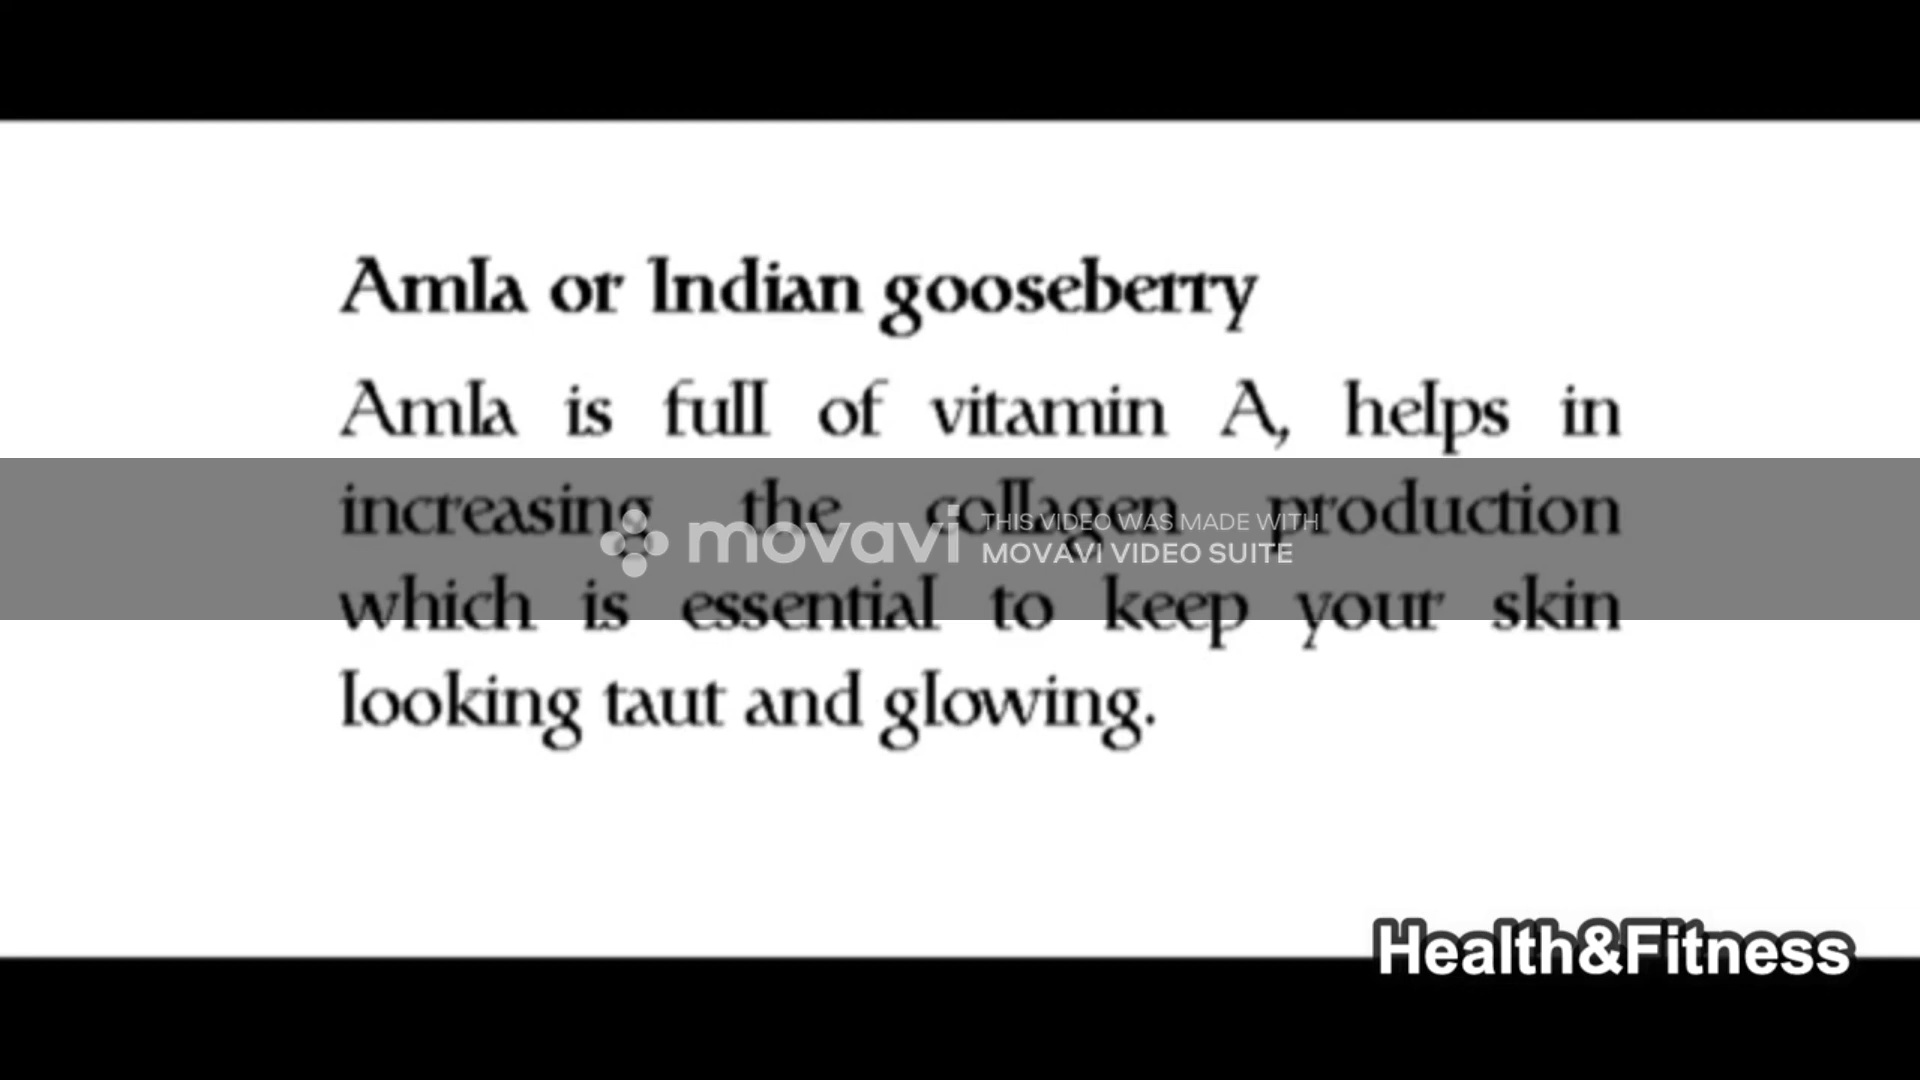 Amla or Indian gooseberry
Amla is full of vitamin A, helps in
increasing the collagen production
movavi THIS VIDEO WAS MADE WITH
MOVAVI VIDEO SUITE
which is essential to keep your skin
looking taut and glowing.
Health&Fitness